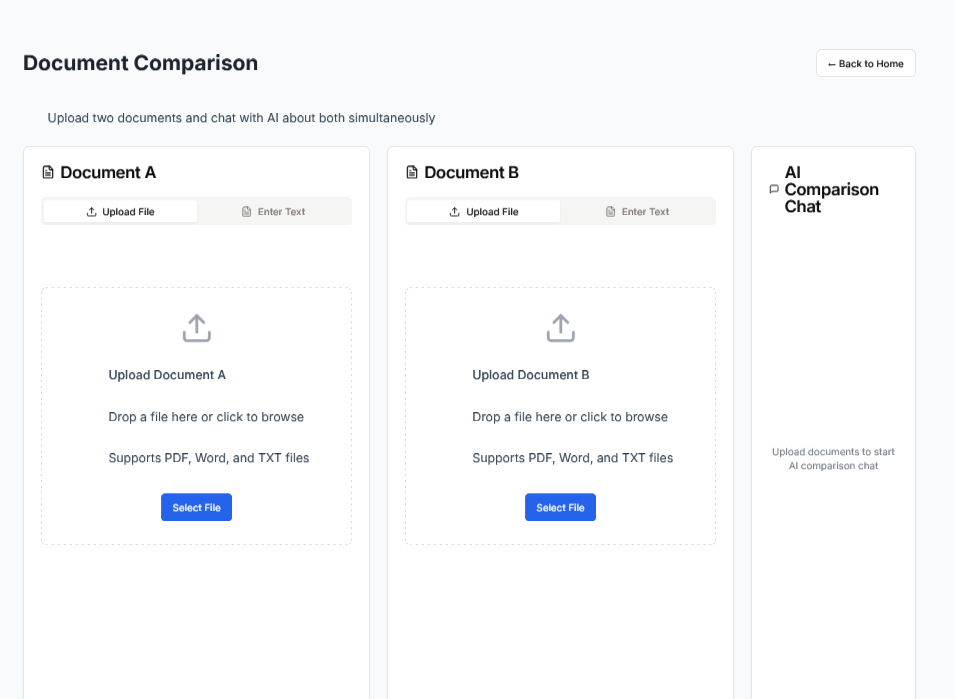 Document Comparison
← Back to Home
Upload two documents and chat with AI about both simultaneously
Document A
Upload File
Enter Text
Upload Document A
Drop a file here or click to browse
Supports PDF, Word, and TXT files
Select File
Document B
Upload File
Enter Text
Upload Document B
Drop a file here or click to browse
Supports PDF, Word, and TXT files
Select File
AI
Comparison
Chat
Upload documents to start
AI comparison chat